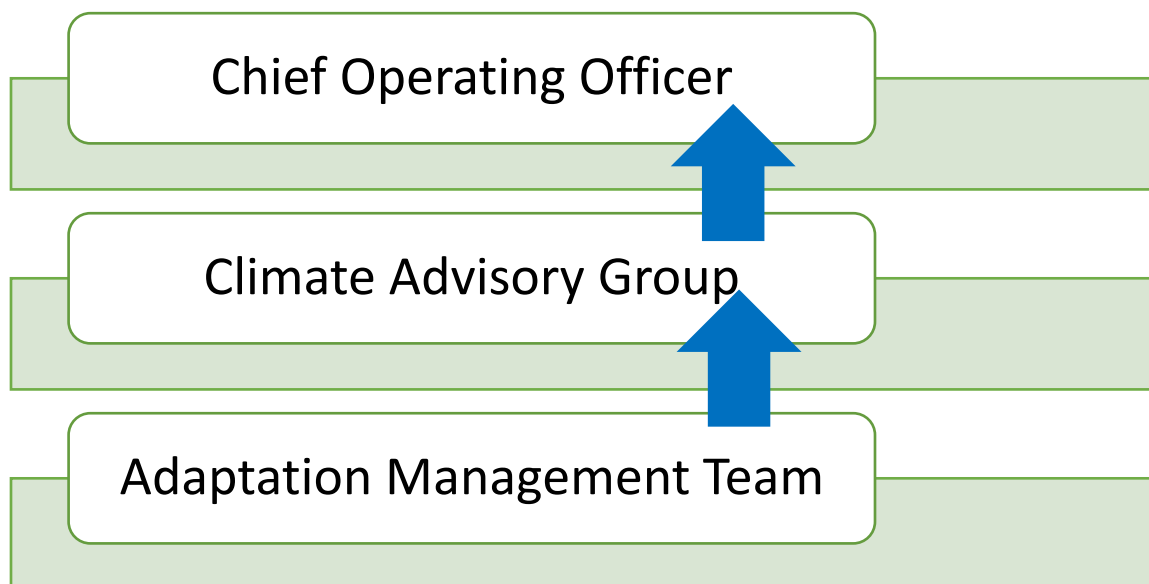 Chief Operating Officer
Climate Advisory Group
Adaptation Management Team